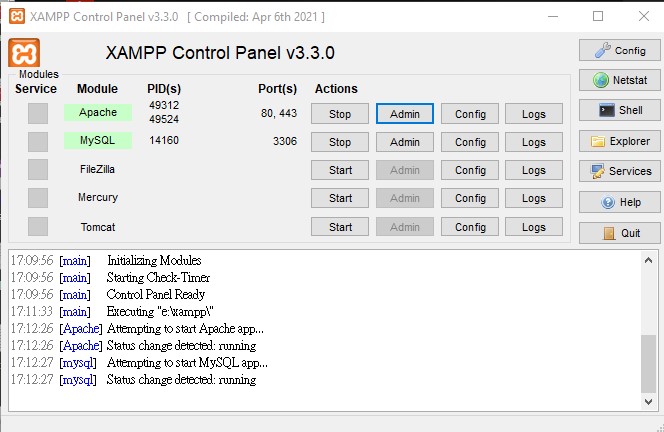 XAMPP Control Panel v3.3.0 [ Compiled: Apr 6th 2021 ]
XAMPP Control Panel v3.3.0
Config
Modules
Service Module PID(s) Port(s) Actions
Netstat
Apache 49312 49524 80, 443 Stop Admin Config Logs
Shell
MySQL 14160 3306 Stop Admin Config Logs
Explorer
FileZilla Start Admin Config Logs
Services
Mercury Start Admin Config Logs
Help
Tomcat Start Admin Config Logs
Quit
17:09:56 [main] Initializing Modules
17:09:56 [main] Starting Check-Timer
17:09:56 [main] Control Panel Ready
17:11:33 [main] Executing "e:\xampp\"
17:12:26 [Apache] Attempting to start Apache app...
17:12:26 [Apache] Status change detected: running
17:12:27 [mysql] Attempting to start MySQL app...
17:12:27 [mysql] Status change detected: running